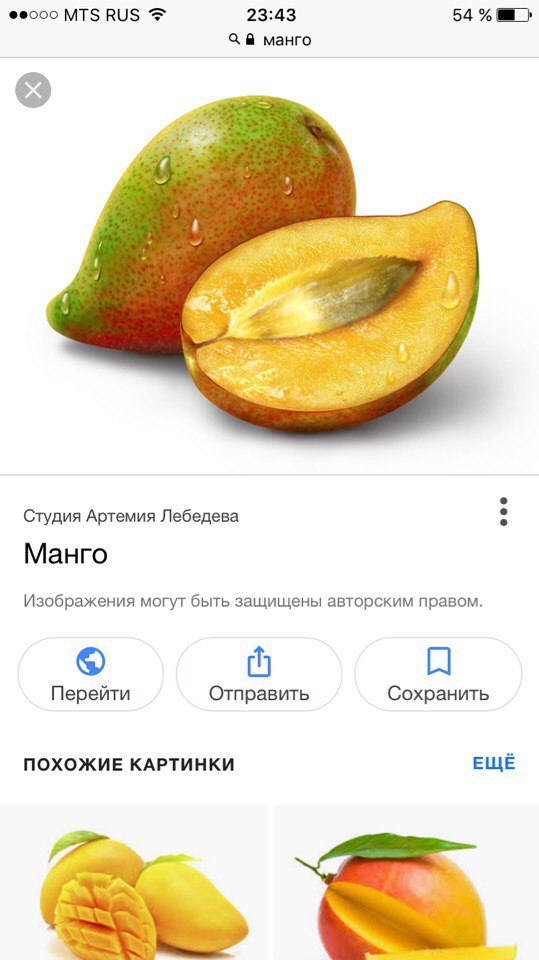 MTS RUS 23:43 54 %
манго
Студия Артемия Лебедева
Манго
Изображения могут быть защищены авторским правом.
Перейти Отправить Сохранить
ПОХОЖИЕ КАРТИНКИ ЕЩЁ